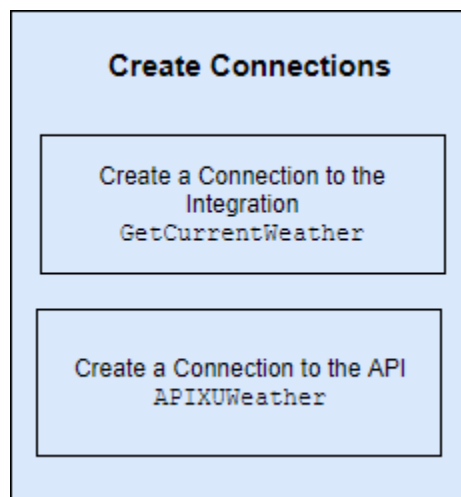 Create Connections
Create a Connection to the
Integration
GetCurrentWeather
Create a Connection to the API
APIXUWeather